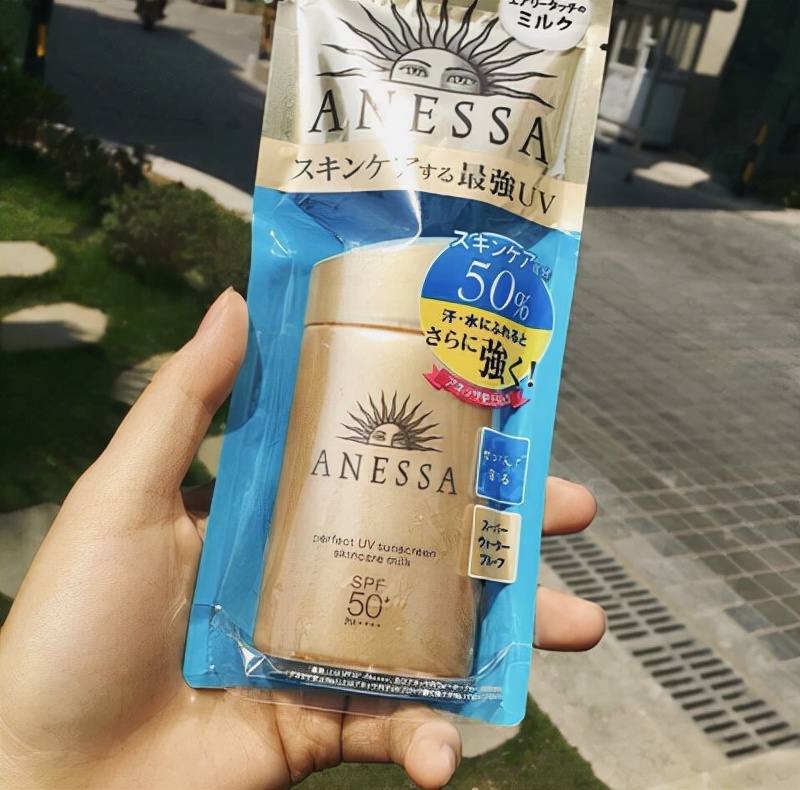 エアリータッチの
ミルク
ANESSA
スキンケアする最強UV
スキンケア
50%
汗・水にふれると
さらに強く!
ANESSA
perfect UV sunscreen
skincare milk
SPF
50+
PA++++
スーパー
ウォーター
プルーフ